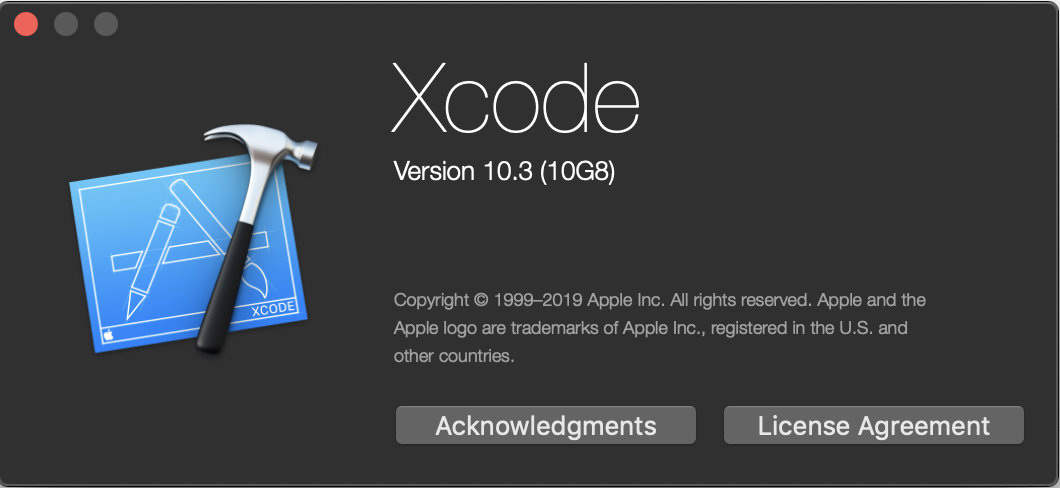 Xcode
Version 10.3 (10G8)
XCODE
Copyright © 1999–2019 Apple Inc. All rights reserved. Apple and the
Apple logo are trademarks of Apple Inc., registered in the U.S. and
other countries.
Acknowledgments
License Agreement